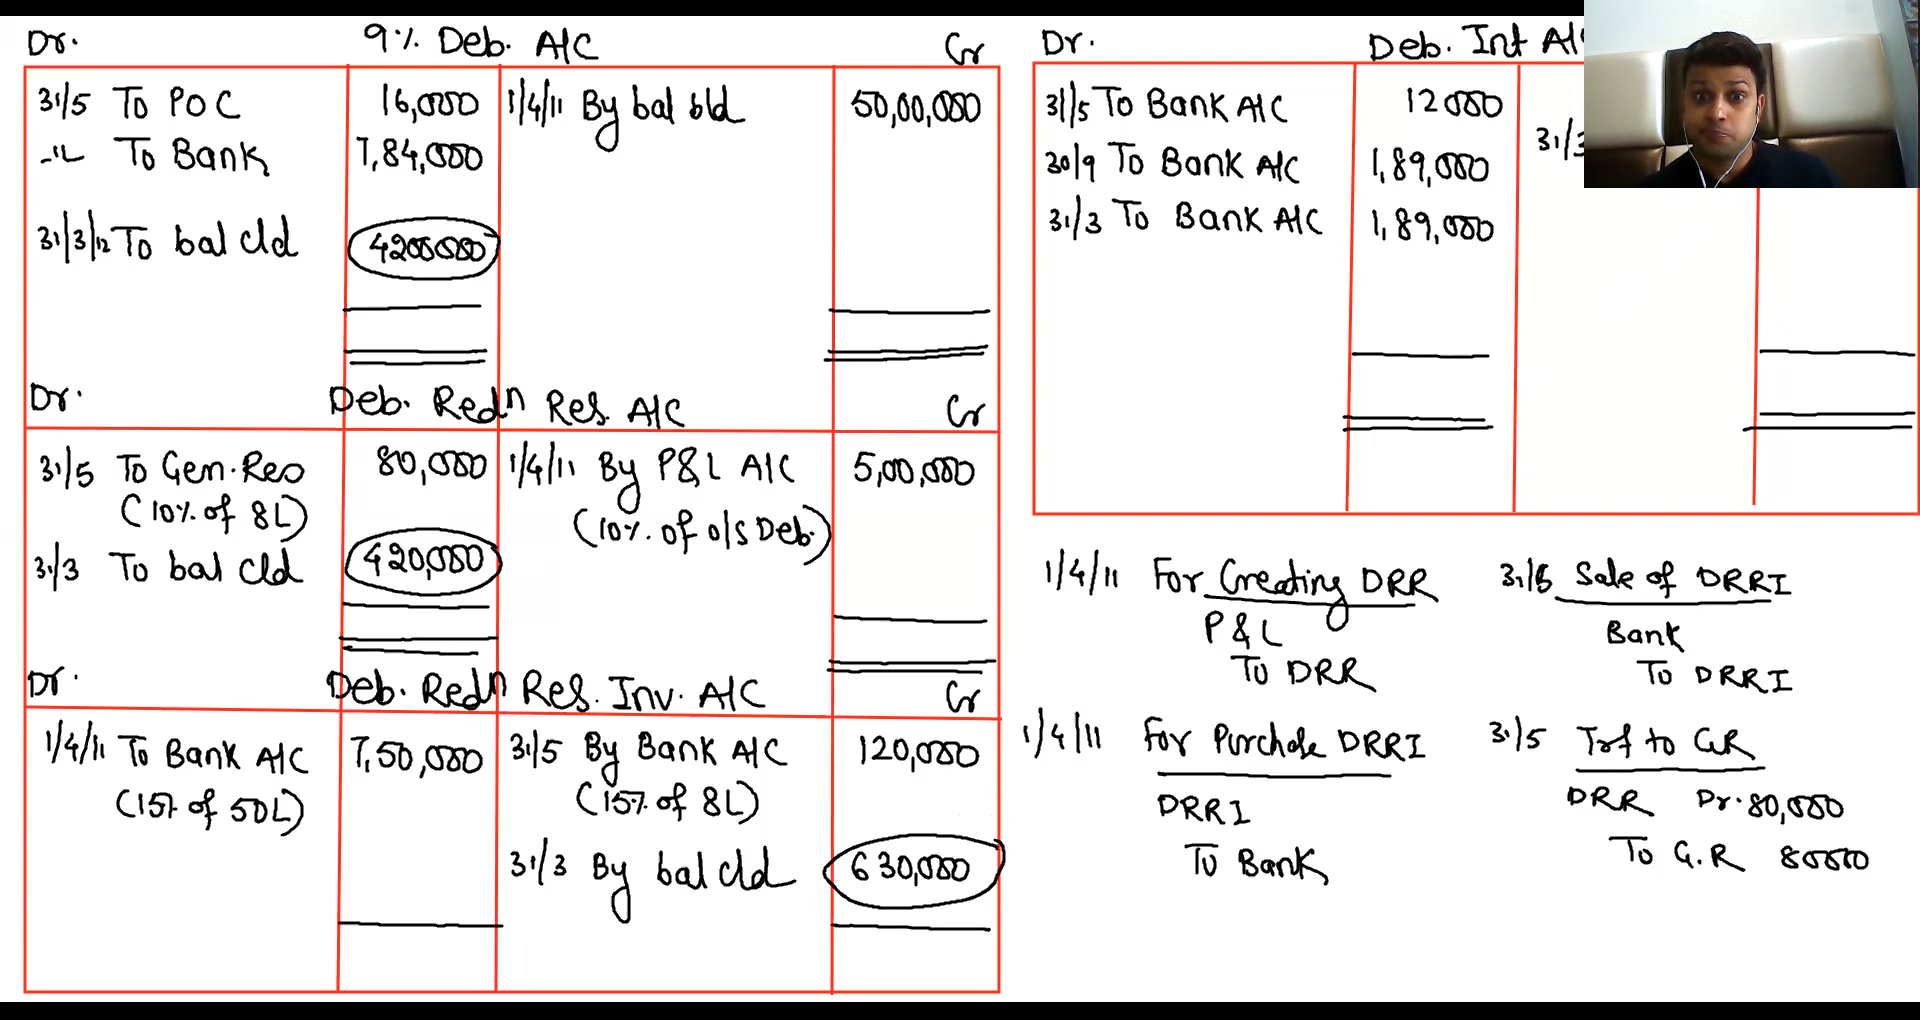 Dr. 9% Deb. A/C Cr
31/5 To POC 16,000 1/4/11 By bal b/d 50,00,000
-"- To Bank 7,84,000
31/3/12 To bal c/d 4200000
Dr. Deb. Redn Res. A/C Cr
31/5 To Gen. Res 80,000 1/4/11 By P&L A/C 5,00,000
(10% of 8L) (10% of o/s Deb.)
31/3 To bal c/d 420,000
Dr. Deb. Redn Res. Inv. A/C Cr
1/4/11 To Bank A/C 7,50,000 31/5 By Bank A/C 120,000
(15% of 50L) (15% of 8L)
31/3 By bal c/d 630,000
Dr. Deb. Int A/C
31/5 To Bank A/C 12000
30/9 To Bank A/C 1,89,000 31/3
31/3 To Bank A/C 1,89,000
1/4/11 For Creating DRR
P&L
To DRR
31/5 Sale of DRRI
Bank
To DRRI
1/4/11 For Purchase DRRI
DRRI
To Bank
31/5 Trf to GR
DRR Dr. 80,000
To G.R 80000